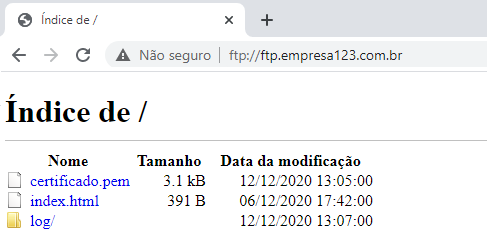 Índice de /
Não seguro | ftp://ftp.empresa123.com.br
Índice de /
Nome Tamanho Data da modificação
certificado.pem 3.1 kB 12/12/2020 13:05:00
index.html 391 B 06/12/2020 17:42:00
log/ 12/12/2020 13:07:00